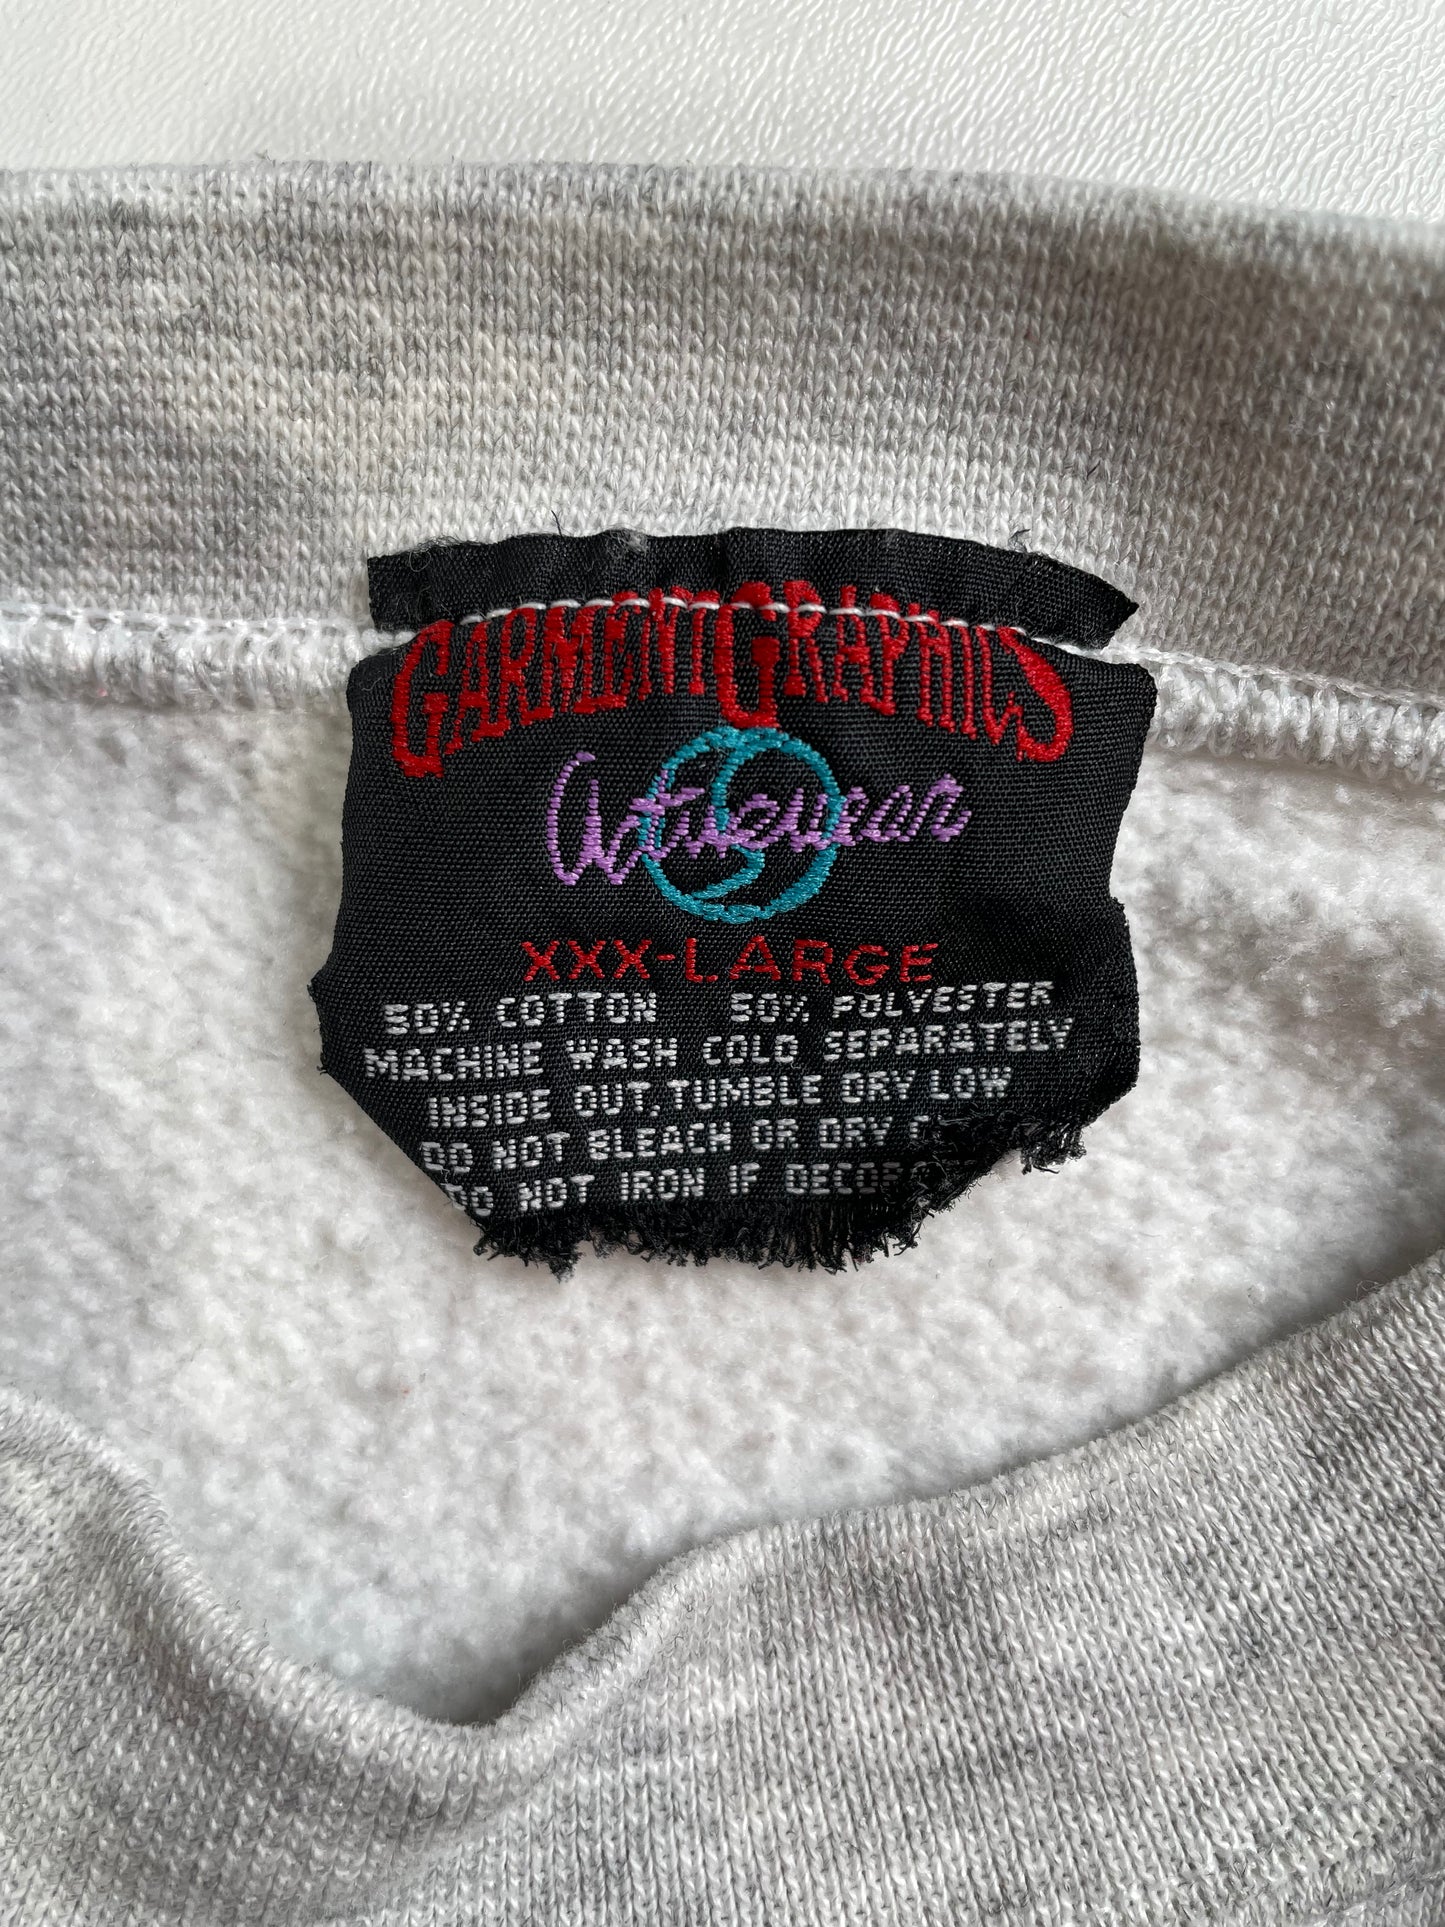 GARMENT GRAPHICS
Activewear
XXX-LARGE
50% COTTON 50% POLYESTER
MACHINE WASH COLD SEPARATELY
INSIDE OUT, TUMBLE DRY LOW
DO NOT BLEACH OR DRY
DO NOT IRON IF